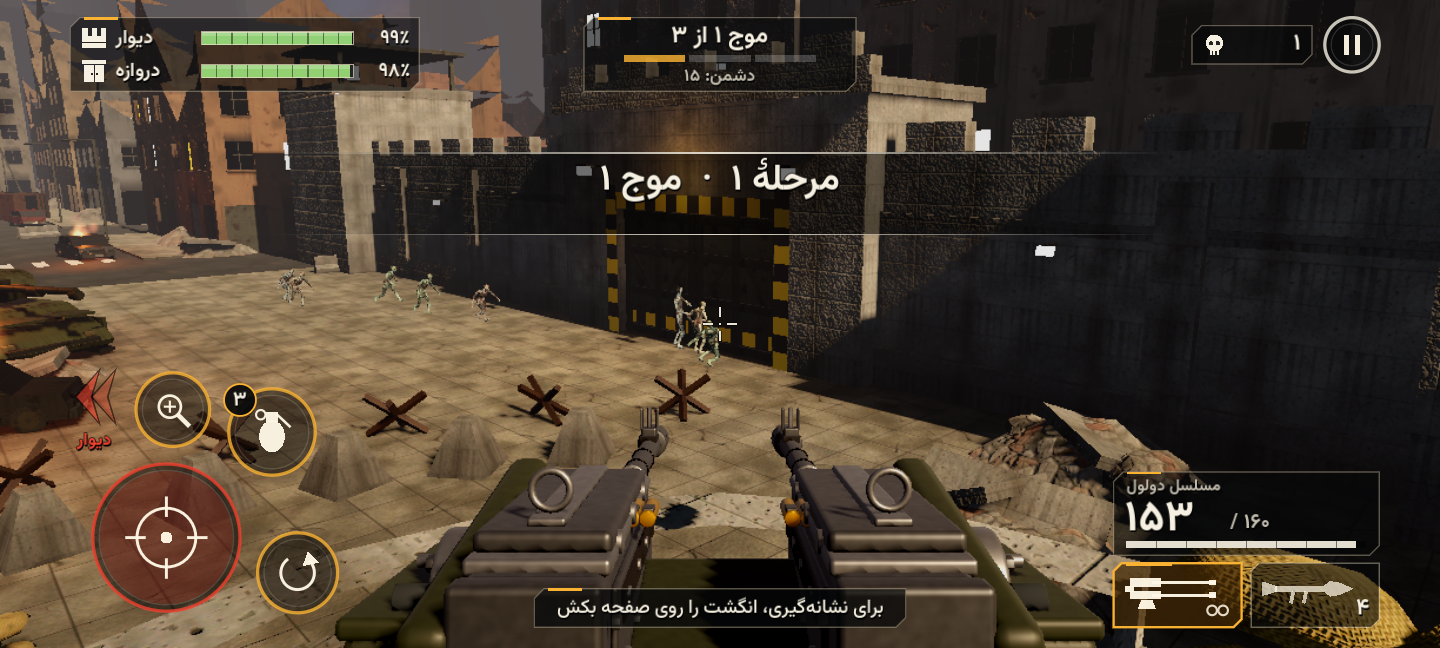 دیوار ۹۹٪
دروازه ۹۸٪
موج ۱ از ۳
دشمن: ۱۵
۱
مرحلهٔ ۱ · موج ۱
۳
دیوار
مسلسل دولول
۱۵۳ / ۱۶۰
∞
۴
برای نشانه‌گیری، انگشت را روی صفحه بکش